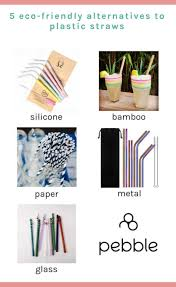 5 eco-friendly alternatives to
plastic straws
silicone
bamboo
paper
metal
glass
pebble